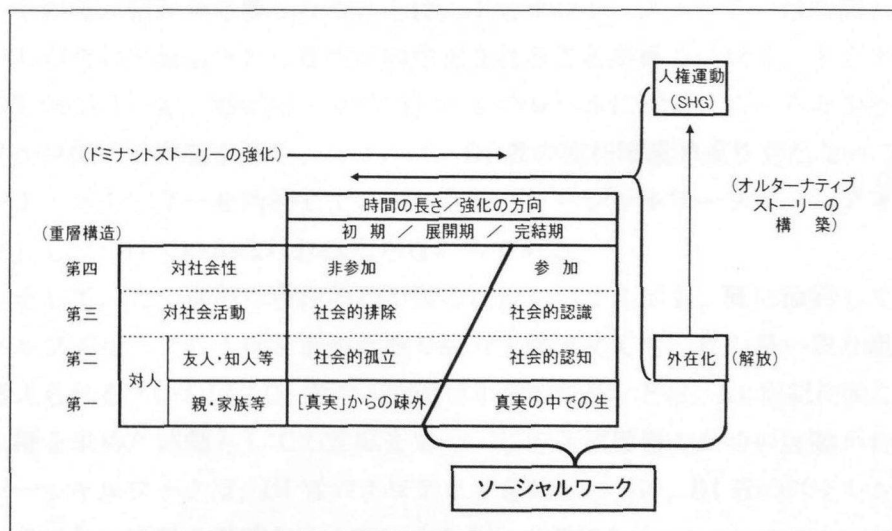 人権運動
(SHG)
(ドミナントストーリーの強化)
(オルターナティブ
ストーリーの
構 築)
時間の長さ/強化の方向
(重層構造)
初 期 / 展開期 / 完結期
第四 対社会性 非参加 参 加
第三 対社会活動 社会的排除 社会的認識
第二 友人・知人等 社会的孤立 社会的認知
対人
外在化 (解放)
第一 親・家族等 [真実」からの疎外 真実の中での生
ソーシャルワーク